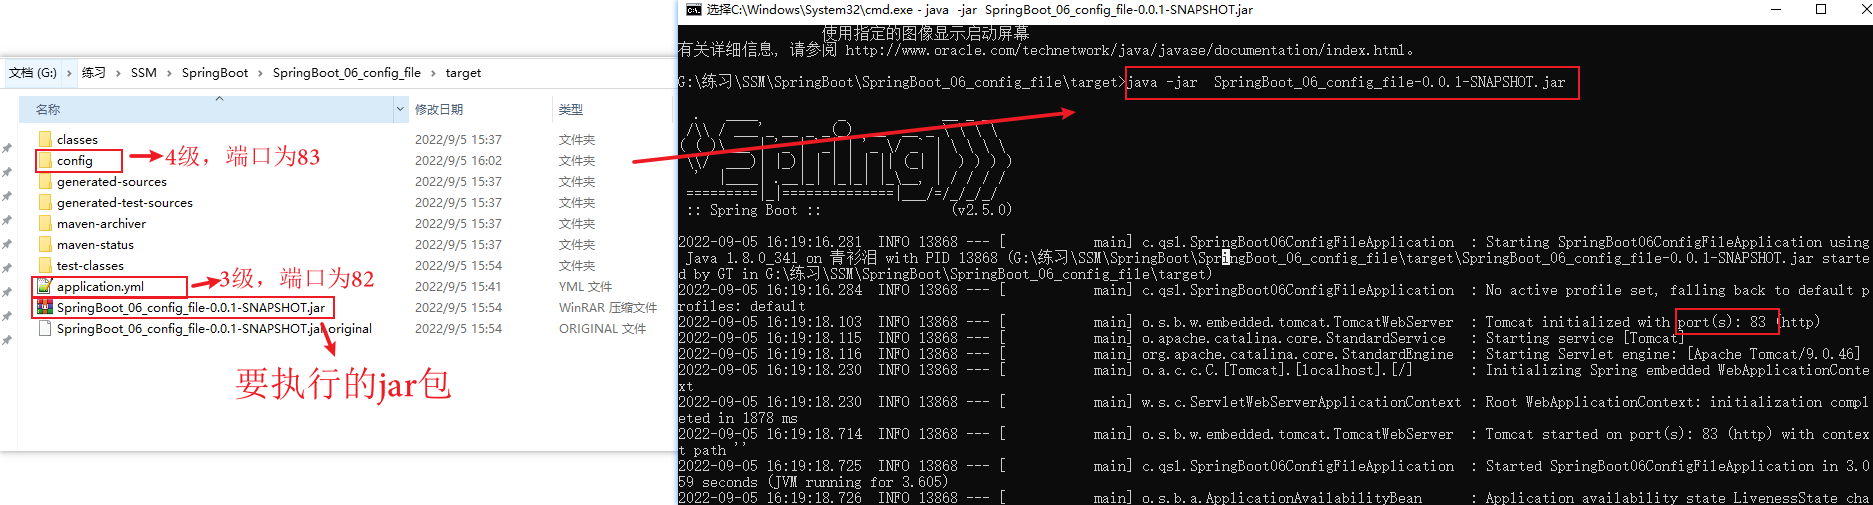 文档 (G:) › 练习 › SSM › SpringBoot › SpringBoot_06_config_file › target
名称 修改日期 类型
classes 2022/9/5 15:37 文件夹
config 2022/9/5 16:02 文件夹
4级，端口为83
generated-sources 2022/9/5 15:37 文件夹
generated-test-sources 2022/9/5 15:37 文件夹
maven-archiver 2022/9/5 15:37 文件夹
maven-status 2022/9/5 15:37 文件夹
test-classes 2022/9/5 15:54 文件夹
3级，端口为82
application.yml 2022/9/5 15:41 YML 文件
SpringBoot_06_config_file-0.0.1-SNAPSHOT.jar 2022/9/5 15:54 WinRAR 压缩文件
SpringBoot_06_config_file-0.0.1-SNAPSHOT.jar.original 2022/9/5 15:54 ORIGINAL 文件
要执行的jar包
选择C:\Windows\System32\cmd.exe - java  -jar  SpringBoot_06_config_file-0.0.1-SNAPSHOT.jar
使用指定的图像显示启动屏幕
有关详细信息, 请参阅 http://www.oracle.com/technetwork/java/javase/documentation/index.html。
G:\练习\SSM\SpringBoot\SpringBoot_06_config_file\target>java -jar  SpringBoot_06_config_file-0.0.1-SNAPSHOT.jar
:: Spring Boot ::                (v2.5.0)
2022-09-05 16:19:16.281  INFO 13868 --- [           main] c.qsl.SpringBoot06ConfigFileApplication  : Starting SpringBoot06ConfigFileApplication using
Java 1.8.0_341 on 青衫泪 with PID 13868 (G:\练习\SSM\SpringBoot\SpringBoot_06_config_file\target\SpringBoot_06_config_file-0.0.1-SNAPSHOT.jar starte
d by GT in G:\练习\SSM\SpringBoot\SpringBoot_06_config_file\target)
2022-09-05 16:19:16.284  INFO 13868 --- [           main] c.qsl.SpringBoot06ConfigFileApplication  : No active profile set, falling back to default p
rofiles: default
2022-09-05 16:19:18.103  INFO 13868 --- [           main] o.s.b.w.embedded.tomcat.TomcatWebServer  : Tomcat initialized with port(s): 83 (http)
2022-09-05 16:19:18.115  INFO 13868 --- [           main] o.apache.catalina.core.StandardService   : Starting service [Tomcat]
2022-09-05 16:19:18.116  INFO 13868 --- [           main] org.apache.catalina.core.StandardEngine  : Starting Servlet engine: [Apache Tomcat/9.0.46]
2022-09-05 16:19:18.230  INFO 13868 --- [           main] o.a.c.c.C.[Tomcat].[localhost].[/]       : Initializing Spring embedded WebApplicationConte
xt
2022-09-05 16:19:18.230  INFO 13868 --- [           main] w.s.c.ServletWebServerApplicationContext : Root WebApplicationContext: initialization compl
eted in 1878 ms
2022-09-05 16:19:18.714  INFO 13868 --- [           main] o.s.b.w.embedded.tomcat.TomcatWebServer  : Tomcat started on port(s): 83 (http) with contex
t path ''
2022-09-05 16:19:18.725  INFO 13868 --- [           main] c.qsl.SpringBoot06ConfigFileApplication  : Started SpringBoot06ConfigFileApplication in 3.0
59 seconds (JVM running for 3.605)
2022-09-05 16:19:18.726  INFO 13868 --- [           main] o.s.b.a.ApplicationAvailabilityBean      : Application availability state LivenessState cha